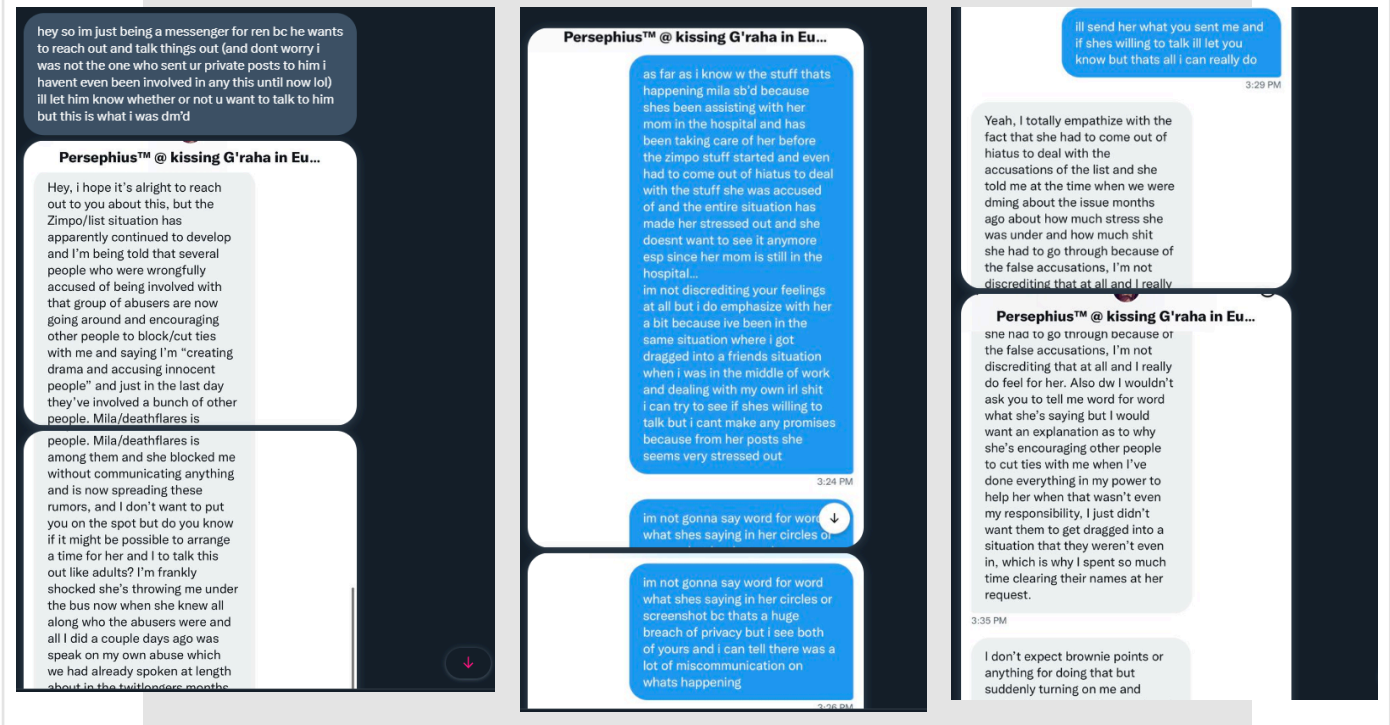 hey so im just being a messenger for ren bc he wants
to reach out and talk things out (and dont worry i
was not the one who sent ur private posts to him i
havent even been involved in any this until now lol)
ill let him know whether or not u want to talk to him
but this is what i was dm'd
Persephius™ @ kissing G'raha in Eu...
Hey, i hope it's alright to reach
out to you about this, but the
Zimpo/list situation has
apparently continued to develop
and I'm being told that several
people who were wrongfully
accused of being involved with
that group of abusers are now
going around and encouraging
other people to block/cut ties
with me and saying I'm "creating
drama and accusing innocent
people" and just in the last day
they've involved a bunch of other
people. Mila/deathflares is
people. Mila/deathflares is
among them and she blocked me
without communicating anything
and is now spreading these
rumors, and I don't want to put
you on the spot but do you know
if it might be possible to arrange
a time for her and I to talk this
out like adults? I'm frankly
shocked she's throwing me under
the bus now when she knew all
along who the abusers were and
all I did a couple days ago was
speak on my own abuse which
we had already spoken at length
about in the twitlongers months
Persephius™ @ kissing G'raha in Eu...
as far as i know w the stuff thats
happening mila sb'd because
shes been assisting with her
mom in the hospital and has
been taking care of her before
the zimpo stuff started and even
had to come out of hiatus to deal
with the stuff she was accused
of and the entire situation has
made her stressed out and she
doesnt want to see it anymore
esp since her mom is still in the
hospital...
im not discrediting your feelings
at all but i do emphasize with her
a bit because ive been in the
same situation where i got
dragged into a friends situation
when i was in the middle of work
and dealing with my own irl shit
i can try to see if shes willing to
talk but i cant make any promises
because from her posts she
seems very stressed out
3:24 PM
im not gonna say word for word
what shes saying in her circles or
im not gonna say word for word
what shes saying in her circles or
screenshot bc thats a huge
breach of privacy but i see both
of yours and i can tell there was a
lot of miscommunication on
whats happening
3:26 PM
ill send her what you sent me and
if shes willing to talk ill let you
know but thats all i can really do
3:29 PM
Yeah, I totally empathize with the
fact that she had to come out of
hiatus to deal with the
accusations of the list and she
told me at the time when we were
dming about the issue months
ago about how much stress she
was under and how much shit
she had to go through because of
the false accusations, I'm not
discrediting that at all and I really
Persephius™ @ kissing G'raha in Eu...
she had to go through because of
the false accusations, I'm not
discrediting that at all and I really
do feel for her. Also dw I wouldn't
ask you to tell me word for word
what she's saying but I would
want an explanation as to why
she's encouraging other people
to cut ties with me when I've
done everything in my power to
help her when that wasn't even
my responsibility, I just didn't
want them to get dragged into a
situation that they weren't even
in, which is why I spent so much
time clearing their names at her
request.
3:35 PM
I don't expect brownie points or
anything for doing that but
suddenly turning on me and